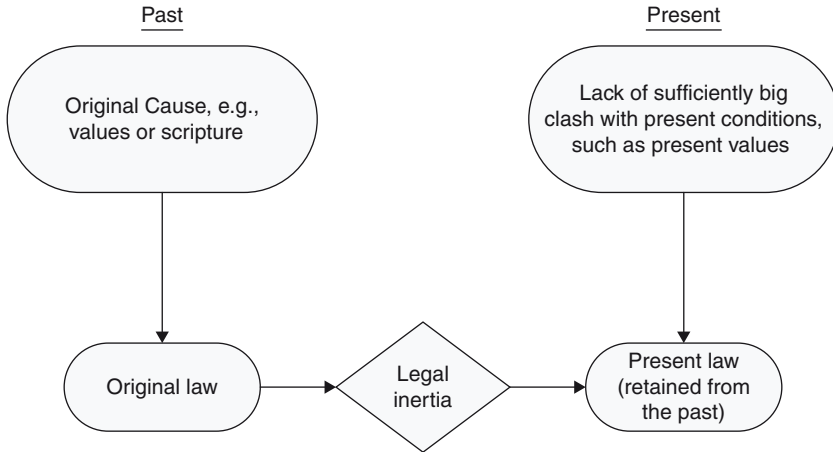 Past
Present
Original Cause, e.g.,
values or scripture
Lack of sufficiently big
clash with present conditions,
such as present values
Original law
Legal
inertia
Present law
(retained from
the past)